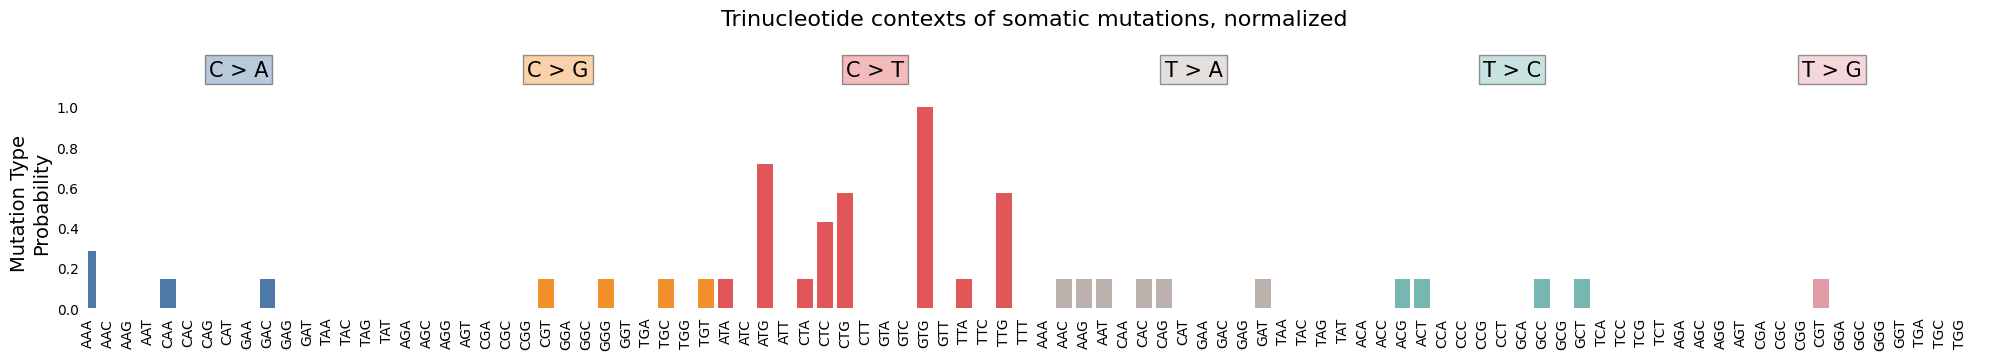 Trinucleotide contexts of somatic mutations, normalized
C > A
C > G
C > T
T > A
T > C
T > G
Mutation Type
Probability
1.0
0.8
0.6
0.4
0.2
0.0
AAA
AAC
AAG
AAT
CAA
CAC
CAG
CAT
GAA
GAC
GAG
GAT
TAA
TAC
TAG
TAT
AGA
AGC
AGG
AGT
CGA
CGC
CGG
CGT
GGA
GGC
GGG
GGT
TGA
TGC
TGG
TGT
ATA
ATC
ATG
ATT
CTA
CTC
CTG
CTT
GTA
GTC
GTG
GTT
TTA
TTC
TTG
TTT
AAA
AAC
AAG
AAT
CAA
CAC
CAG
CAT
GAA
GAC
GAG
GAT
TAA
TAC
TAG
TAT
ACA
ACC
ACG
ACT
CCA
CCC
CCG
CCT
GCA
GCC
GCG
GCT
TCA
TCC
TCG
TCT
AGA
AGC
AGG
AGT
CGA
CGC
CGG
CGT
GGA
GGC
GGG
GGT
TGA
TGC
TGG